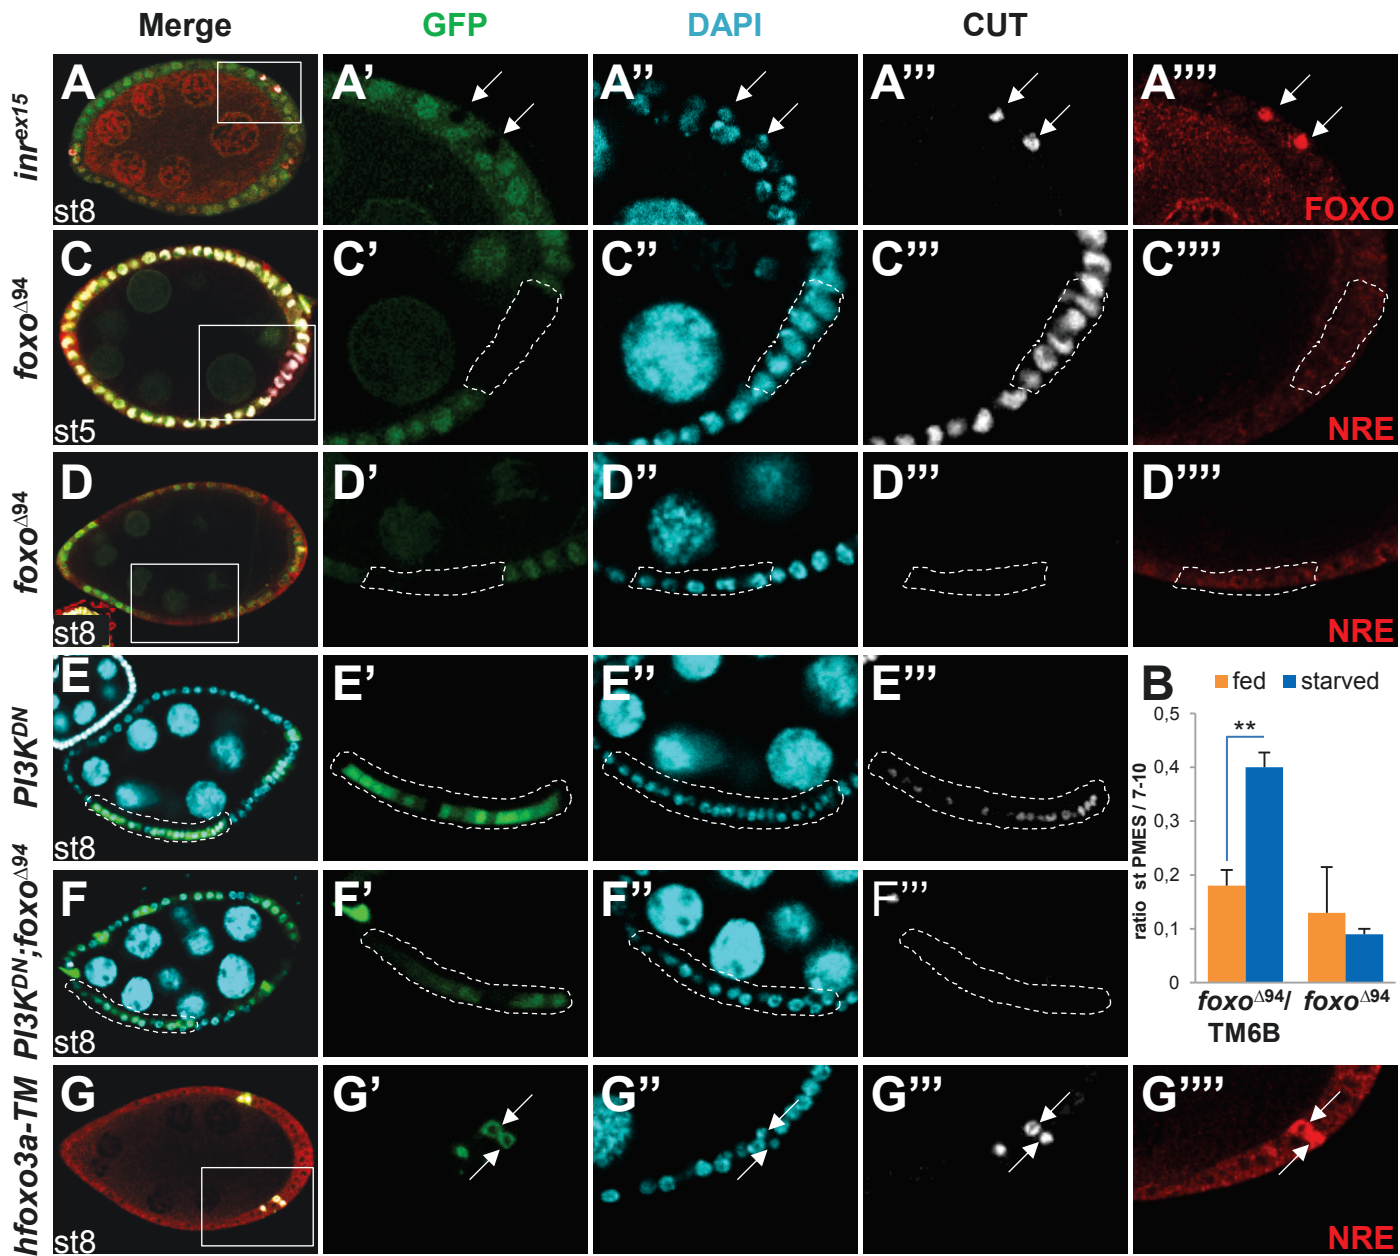 Merge GFP DAPI CUT
inr^ex15
A A' A'' A''' A''''
st8 FOXO
foxo^Δ94
C C' C'' C''' C''''
st5 NRE
foxo^Δ94
D D' D'' D''' D''''
st8 NRE
PI3K^DN
E E' E'' E'''
st8
B
fed starved
ratio st PMES / 7-10
0,5
**
0,4
0,3
0,2
0,1
0
foxo^Δ94/ foxo^Δ94
TM6B
PI3K^DN;foxo^Δ94
F F' F'' F'''
st8
hfoxo3a-TM
G G' G'' G''' G''''
st8 NRE